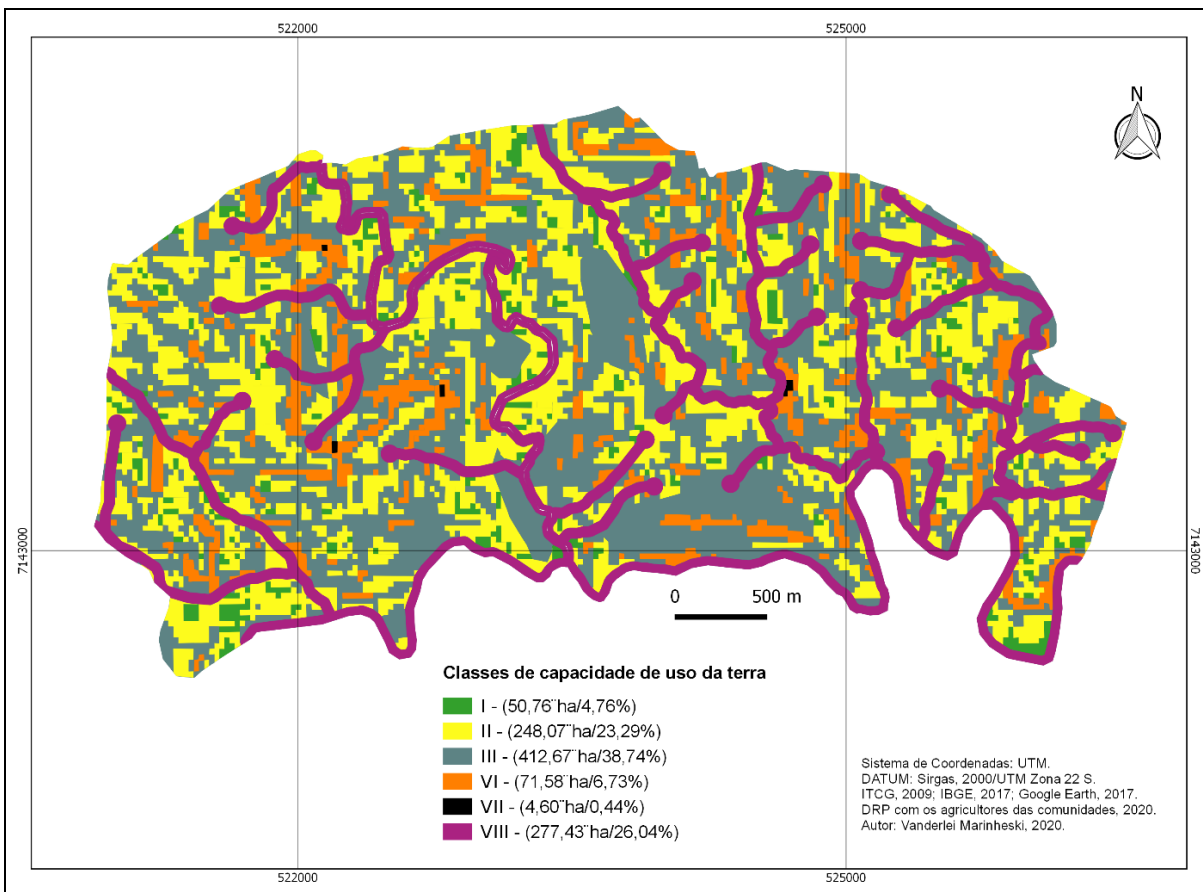 522000 525000
N
7143000 7143000
0 500 m
Classes de capacidade de uso da terra
I - (50,76¨ha/4,76%)
II - (248,07¨ha/23,29%)
III - (412,67¨ha/38,74%)
VI - (71,58¨ha/6,73%)
VII - (4,60¨ha/0,44%)
VIII - (277,43¨ha/26,04%)
Sistema de Coordenadas: UTM.
DATUM: Sirgas, 2000/UTM Zona 22 S.
ITCG, 2009; IBGE, 2017; Google Earth, 2017.
DRP com os agricultores das comunidades, 2020.
Autor: Vanderlei Marinheski, 2020.
522000 525000